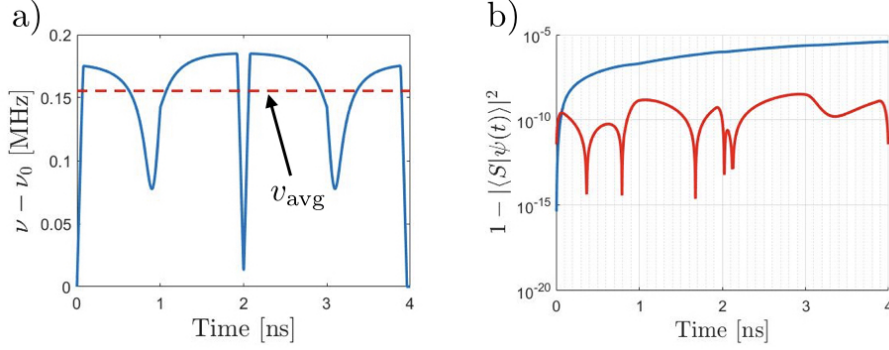 a)
ν − ν₀ [MHz]
0.2
0.15
0.1
0.05
0
v_avg
0 1 2 3 4
Time [ns]
b)
1 − |⟨S|ψ(t)⟩|²
10⁻⁵
10⁻¹⁰
10⁻¹⁵
10⁻²⁰
0 1 2 3 4
Time [ns]